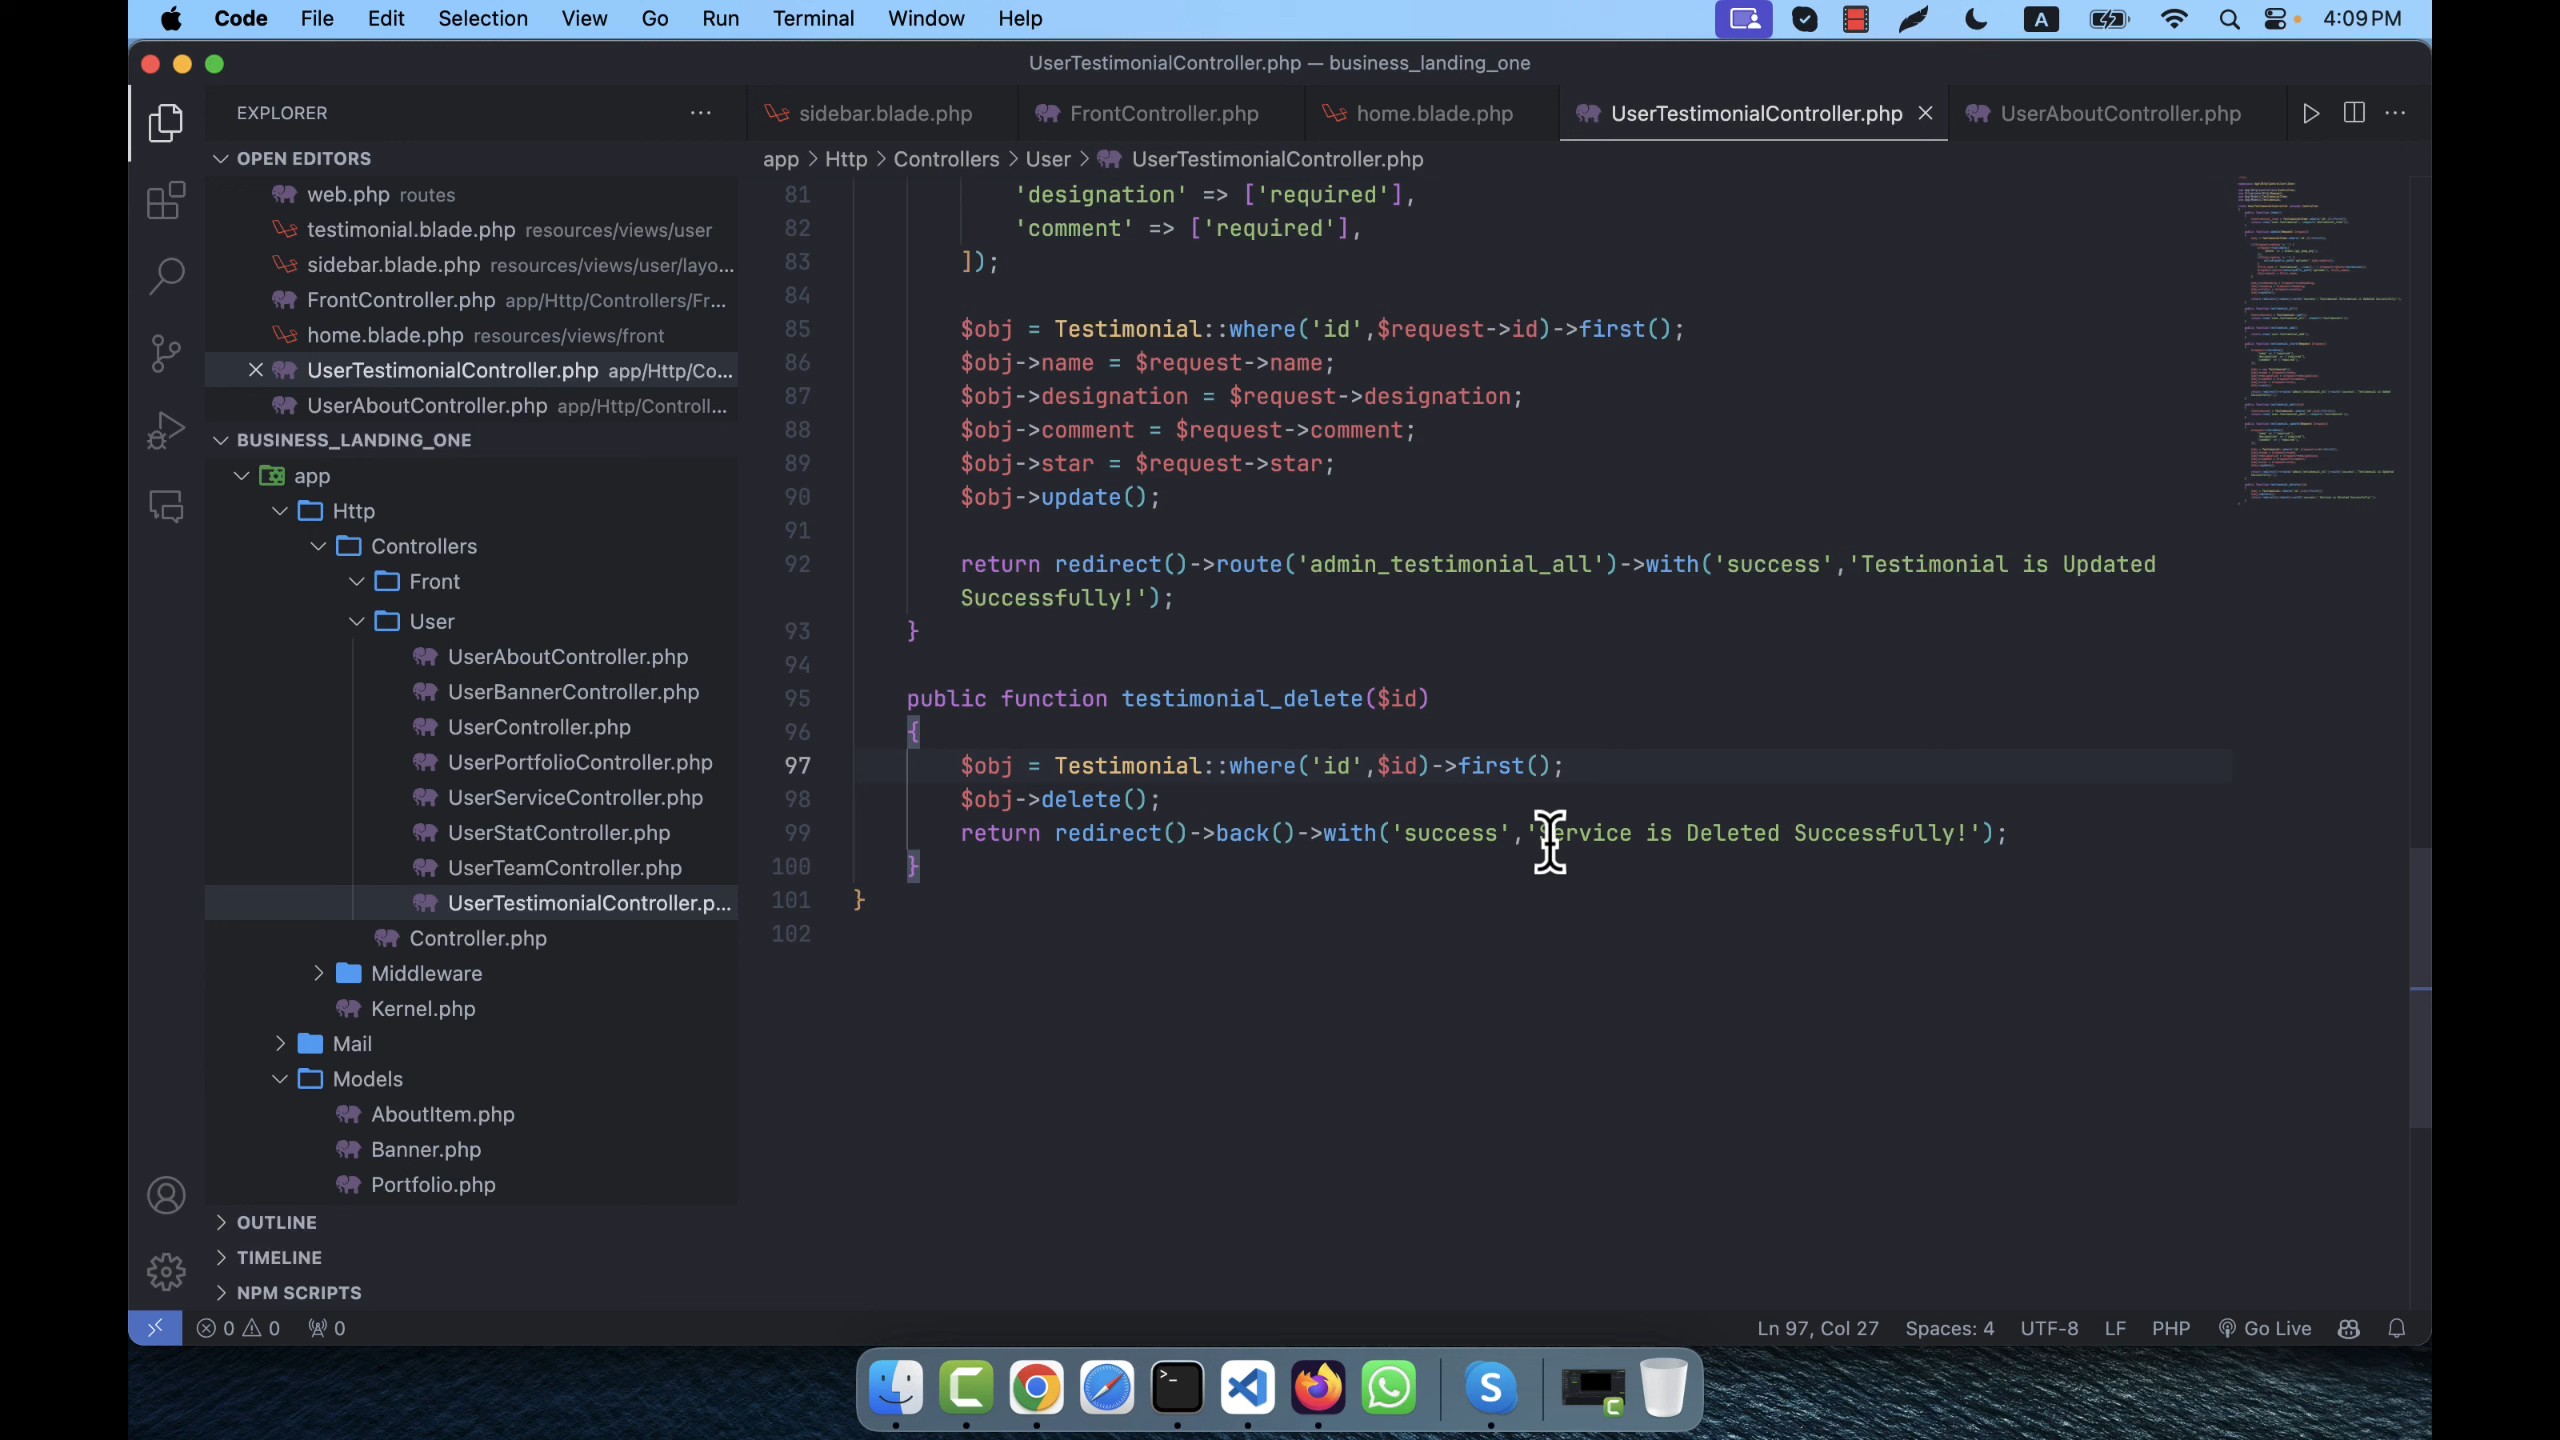 Code File Edit Selection View Go Run Terminal Window Help A 4:09 PM
UserTestimonialController.php — business_landing_one
EXPLORER
sidebar.blade.php FrontController.php home.blade.php UserTestimonialController.php UserAboutController.php
OPEN EDITORS
app > Http > Controllers > User > UserTestimonialController.php
web.php routes
testimonial.blade.php resources/views/user
sidebar.blade.php resources/views/user/layo...
FrontController.php app/Http/Controllers/Fr...
home.blade.php resources/views/front
UserTestimonialController.php app/Http/Co...
UserAboutController.php app/Http/Controll...
BUSINESS_LANDING_ONE
app
Http
Controllers
Front
User
UserAboutController.php
UserBannerController.php
UserController.php
UserPortfolioController.php
UserServiceController.php
UserStatController.php
UserTeamController.php
UserTestimonialController.p...
Controller.php
Middleware
Kernel.php
Mail
Models
AboutItem.php
Banner.php
Portfolio.php
OUTLINE
TIMELINE
NPM SCRIPTS
81 'designation' => ['required'],
82 'comment' => ['required'],
83 ]);
84
85 $obj = Testimonial::where('id',$request->id)->first();
86 $obj->name = $request->name;
87 $obj->designation = $request->designation;
88 $obj->comment = $request->comment;
89 $obj->star = $request->star;
90 $obj->update();
91
92 return redirect()->route('admin_testimonial_all')->with('success','Testimonial is Updated
Successfully!');
93 }
94
95 public function testimonial_delete($id)
96 {
97 $obj = Testimonial::where('id',$id)->first();
98 $obj->delete();
99 return redirect()->back()->with('success','Service is Deleted Successfully!');
100 }
101 }
102
0 0 0 Ln 97, Col 27 Spaces: 4 UTF-8 LF PHP Go Live